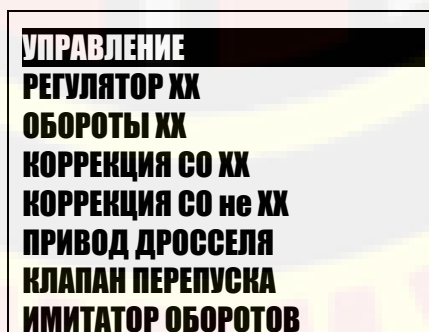 УПРАВЛЕНИЕ
РЕГУЛЯТОР ХХ
ОБОРОТЫ ХХ
КОРРЕКЦИЯ СО ХХ
КОРРЕКЦИЯ СО не ХХ
ПРИВОД ДРОССЕЛЯ
КЛАПАН ПЕРЕПУСКА
ИМИТАТОР ОБОРОТОВ